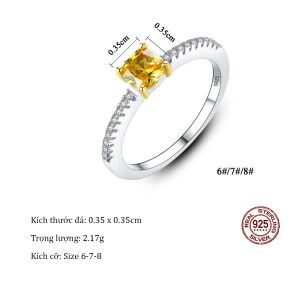 0.35cm
0.35cm
925
6#/7#/8#
Kích thước đá: 0.35 x 0.35cm
Trọng lượng: 2.17g
Kích cỡ: Size 6-7-8
REAL STERLING
925
SILVER